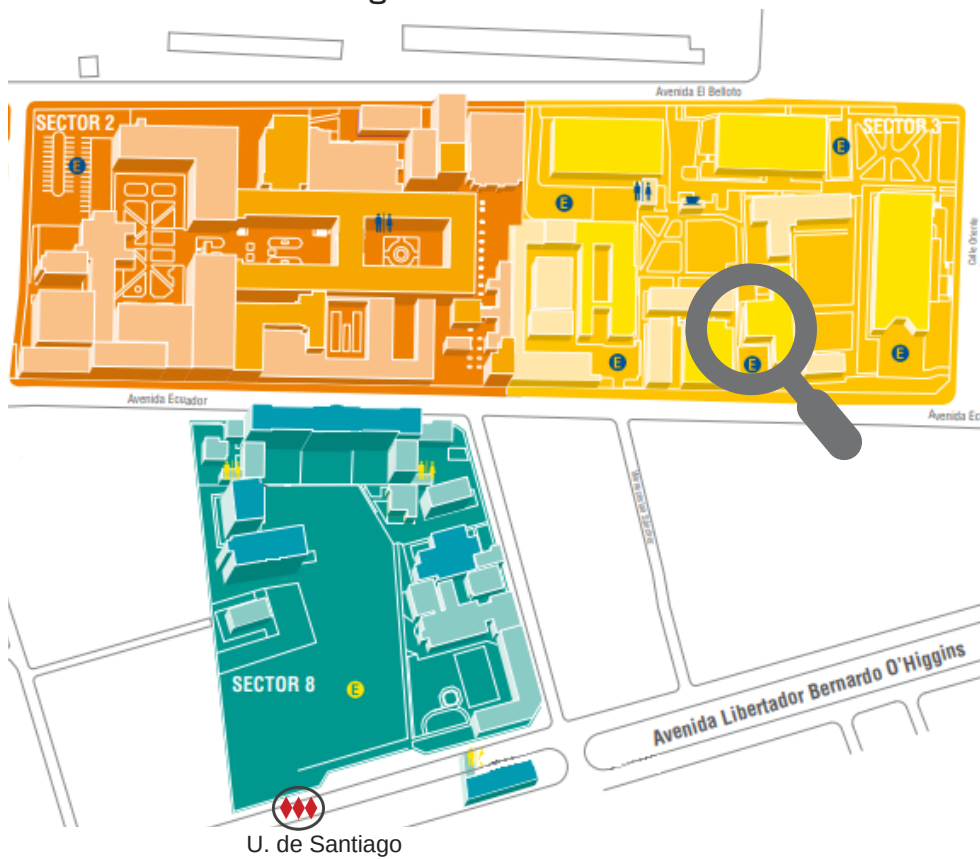 Avenida El Belloto
SECTOR 2
SECTOR 3
E
E
E
Calle Oriente
E
E
E
Avenida Ecuador
Avenida Ec
SECTOR 8
E
Avenida Libertador Bernardo O'Higgins
U. de Santiago